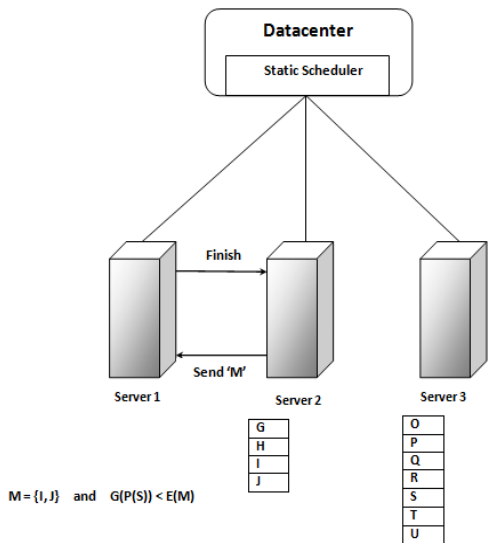 Datacenter
Static Scheduler
Finish
Send ‘M’
Server 1
Server 2
Server 3
G
H
I
J
O
P
Q
R
S
T
U
M = {I, J} and G(P(S)) < E(M)